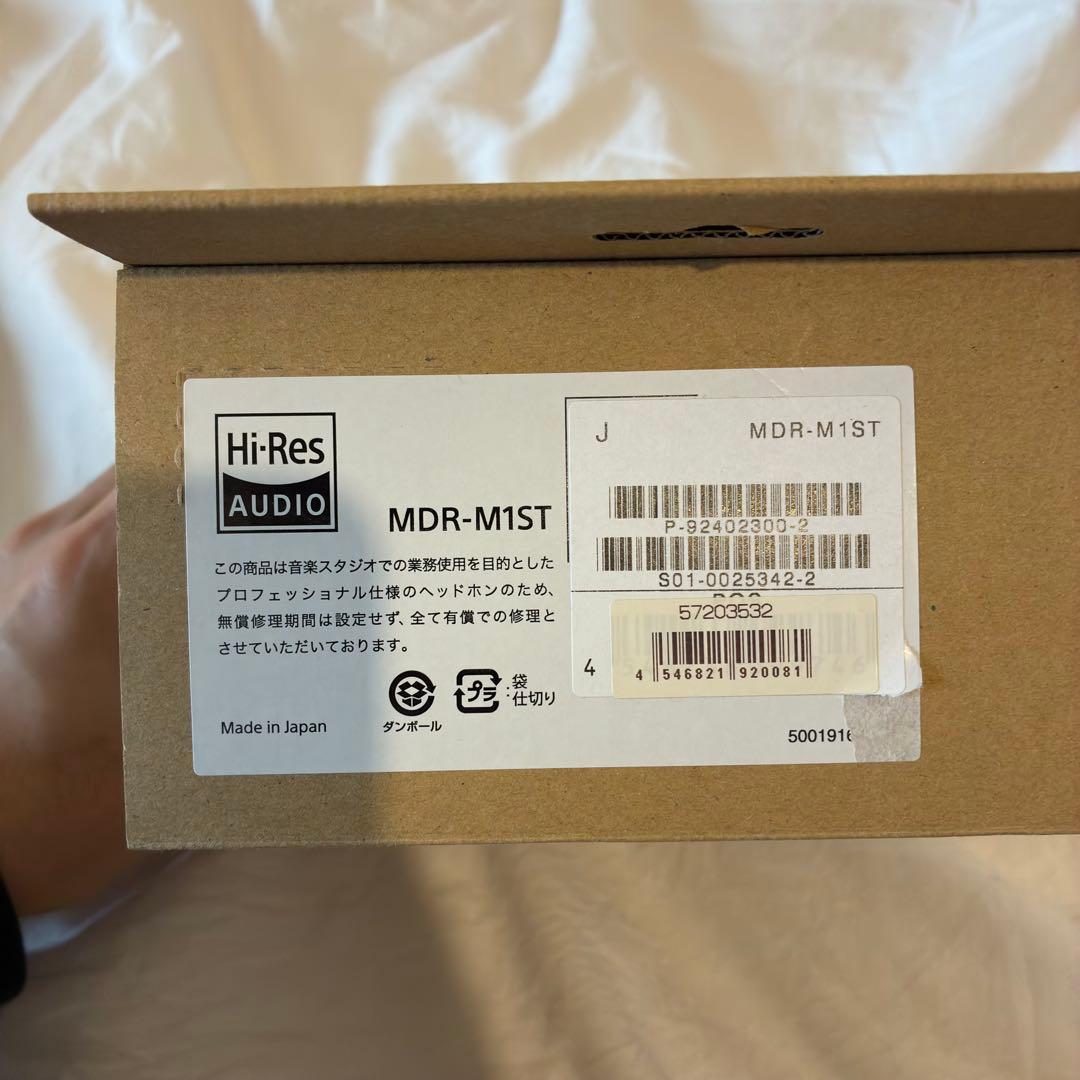 Hi-Res
AUDIO
MDR-M1ST
この商品は音楽スタジオでの業務使用を目的とした
プロフェッショナル仕様のヘッドホンのため、
無償修理期間は設定せず、全て有償での修理と
させていただいております。
ダンボール
プラ
:袋
仕切り
Made in Japan
J MDR-M1ST
P-92402300-2
S01-0025342-2
57203532
4
4 546821 920081
500191